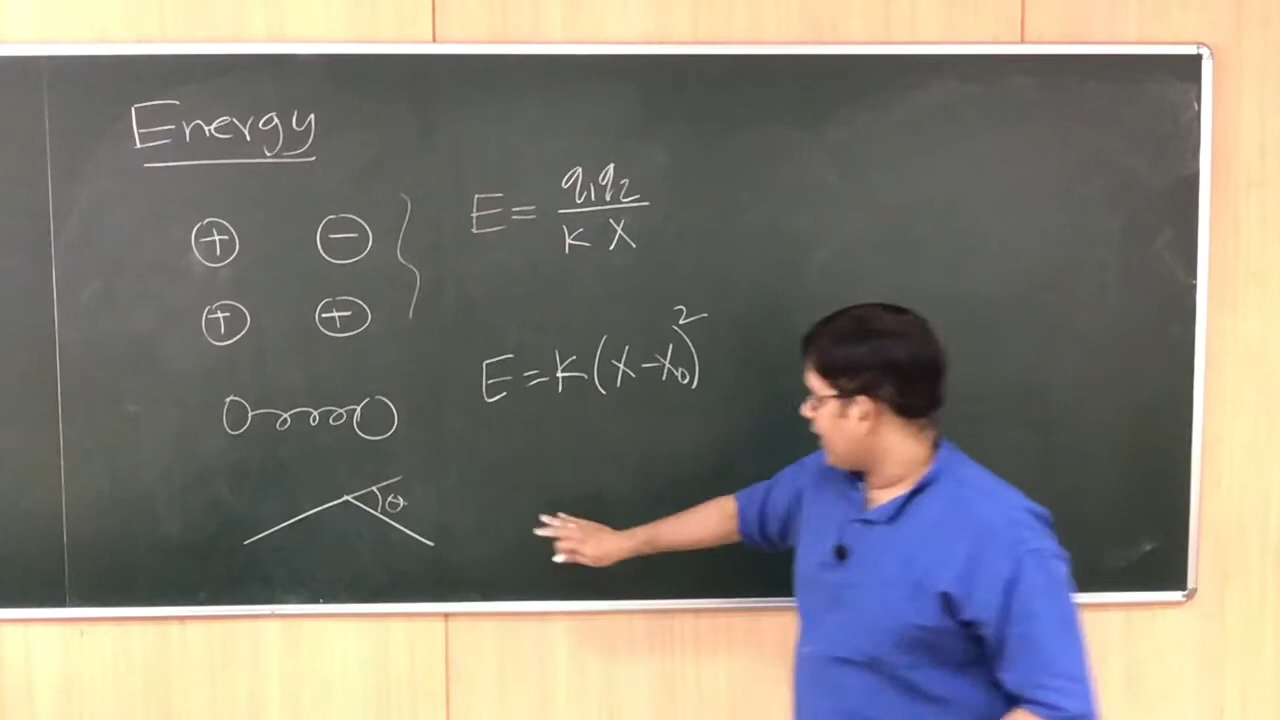 Energy
+ −
E = q₁q₂ / K X
+ +
E = K(X − X₀)²
θ